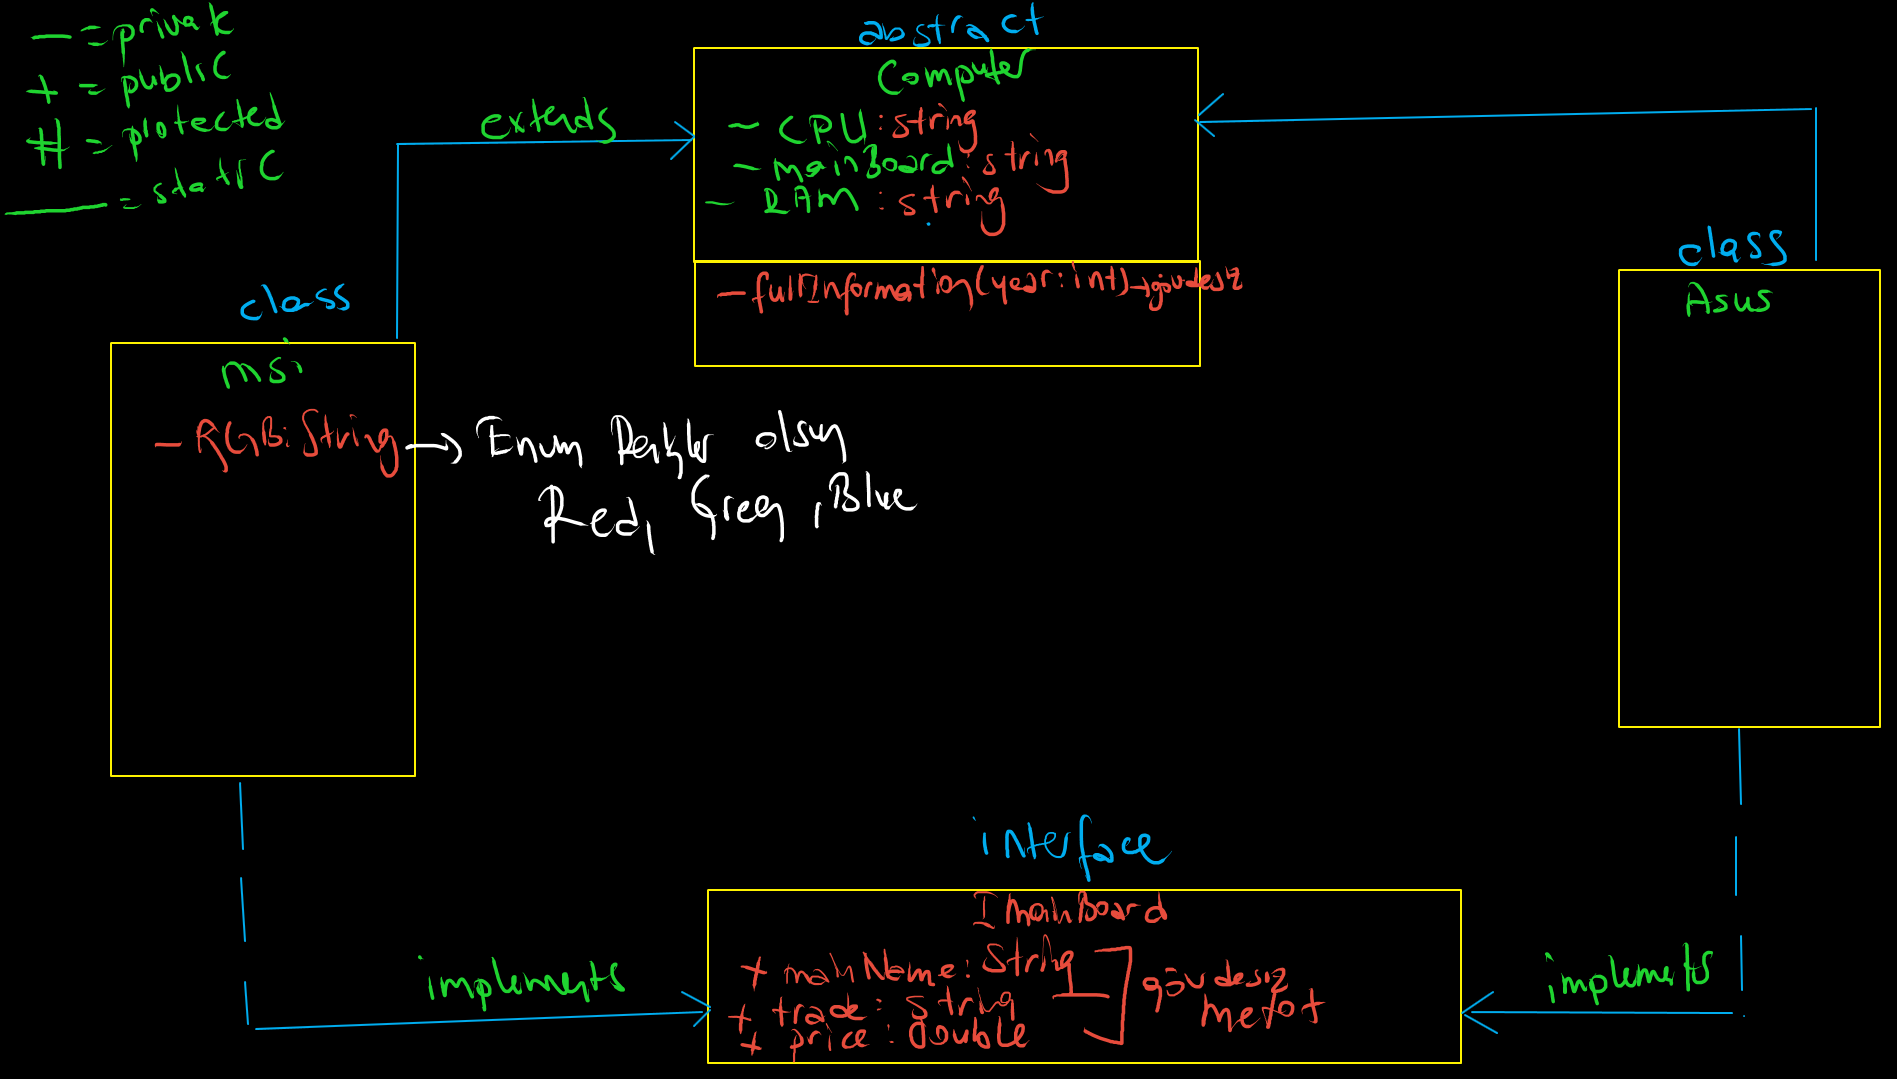 — = private
+ = public
# = protected
___ = static
abstract
Computer
- CPU : string
- mainBoard : string
- RAM : string
- fullInformation(year:int)→gövdesiz
extends
class
msi
- RGB: String → Enum Renkler olsun
Red, Green, Blue
class
Asus
interface
IMainBoard
+ mainName: String
+ trade : String
+ price : double
gövdesiz
metot
implements
implements